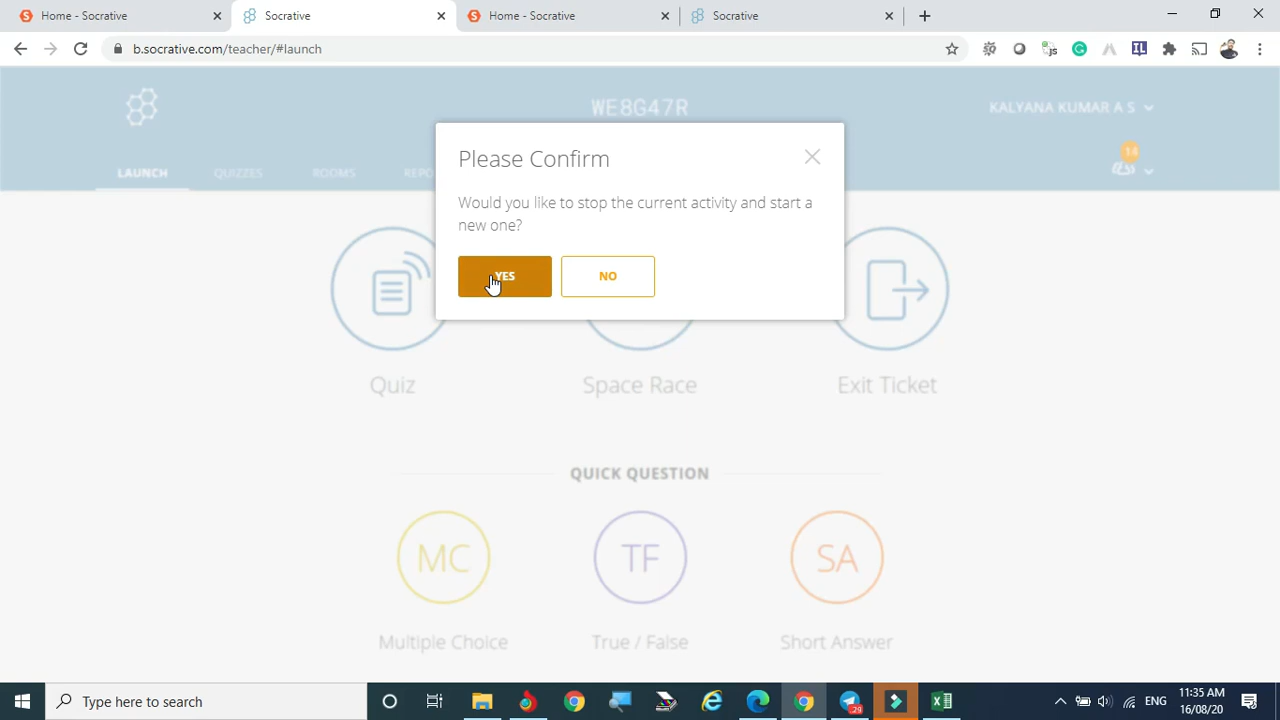 Home - Socrative
Socrative
Home - Socrative
Socrative
b.socrative.com/teacher/#launch
WE8G47R
KALYANA KUMAR A S
LAUNCH
QUIZZES
ROOMS
REPO
Please Confirm
Would you like to stop the current activity and start a
new one?
YES
NO
Quiz
Space Race
Exit Ticket
QUICK QUESTION
MC
TF
SA
Multiple Choice
True / False
Short Answer
Type here to search
29
ENG
11:35 AM
16/08/20